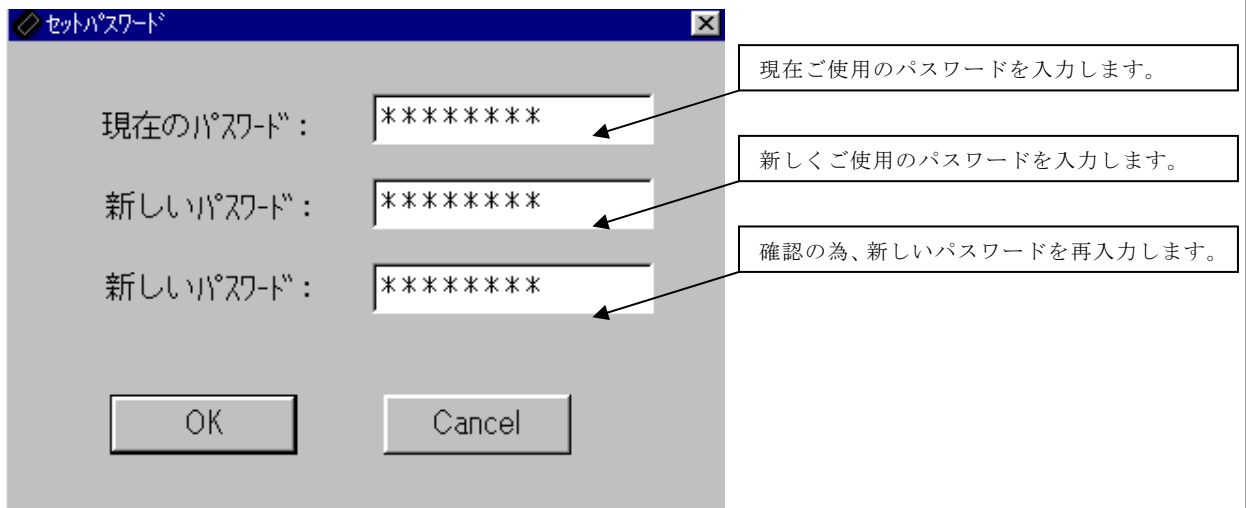 セットパスワード
現在ご使用のパスワードを入力します。
現在のパスワード：
********
新しくご使用のパスワードを入力します。
新しいパスワード：
********
確認の為、新しいパスワードを再入力します。
新しいパスワード：
********
OK
Cancel